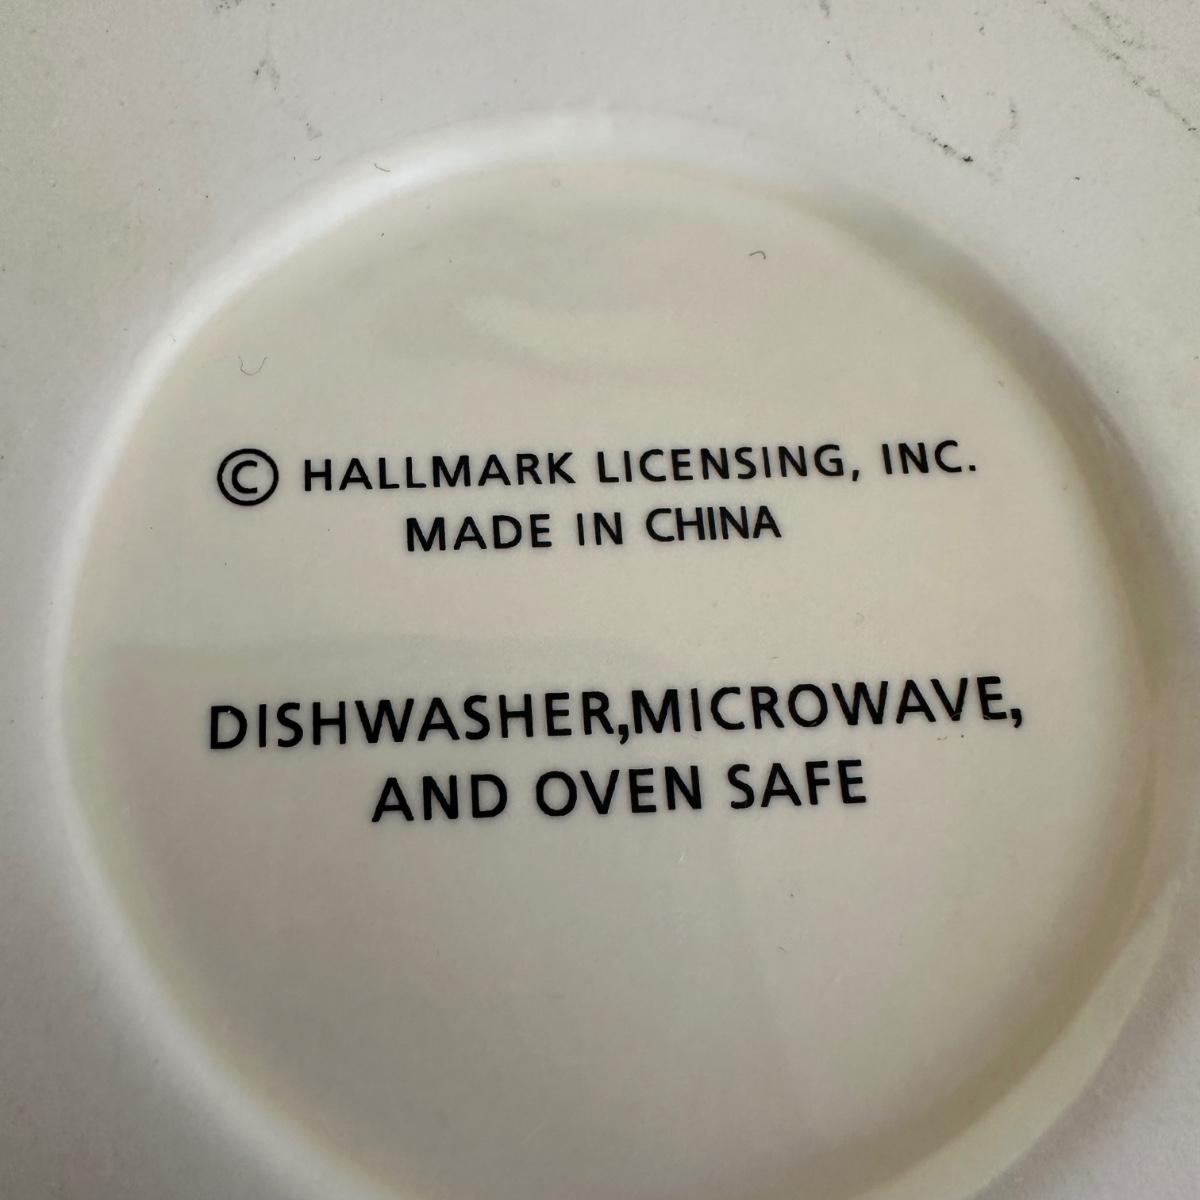 © HALLMARK LICENSING, INC.
MADE IN CHINA
DISHWASHER,MICROWAVE,
AND OVEN SAFE